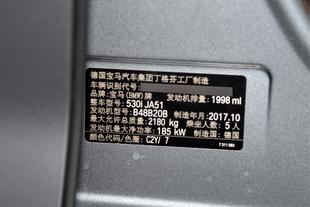 德国宝马汽车集团丁格芬工厂制造
车辆识别代号:
品牌: 宝马(BMW)牌 发动机排量: 1998 ml
整车型号: 530i JA51
发动机型号: B48B20B 制造年月: 2017.10
最大允许总质量: 2180 kg 乘坐人数: 5 人
发动机最大净功率: 185 kW 制造国: 德国
颜色代码/色圈: C2Y/ 7